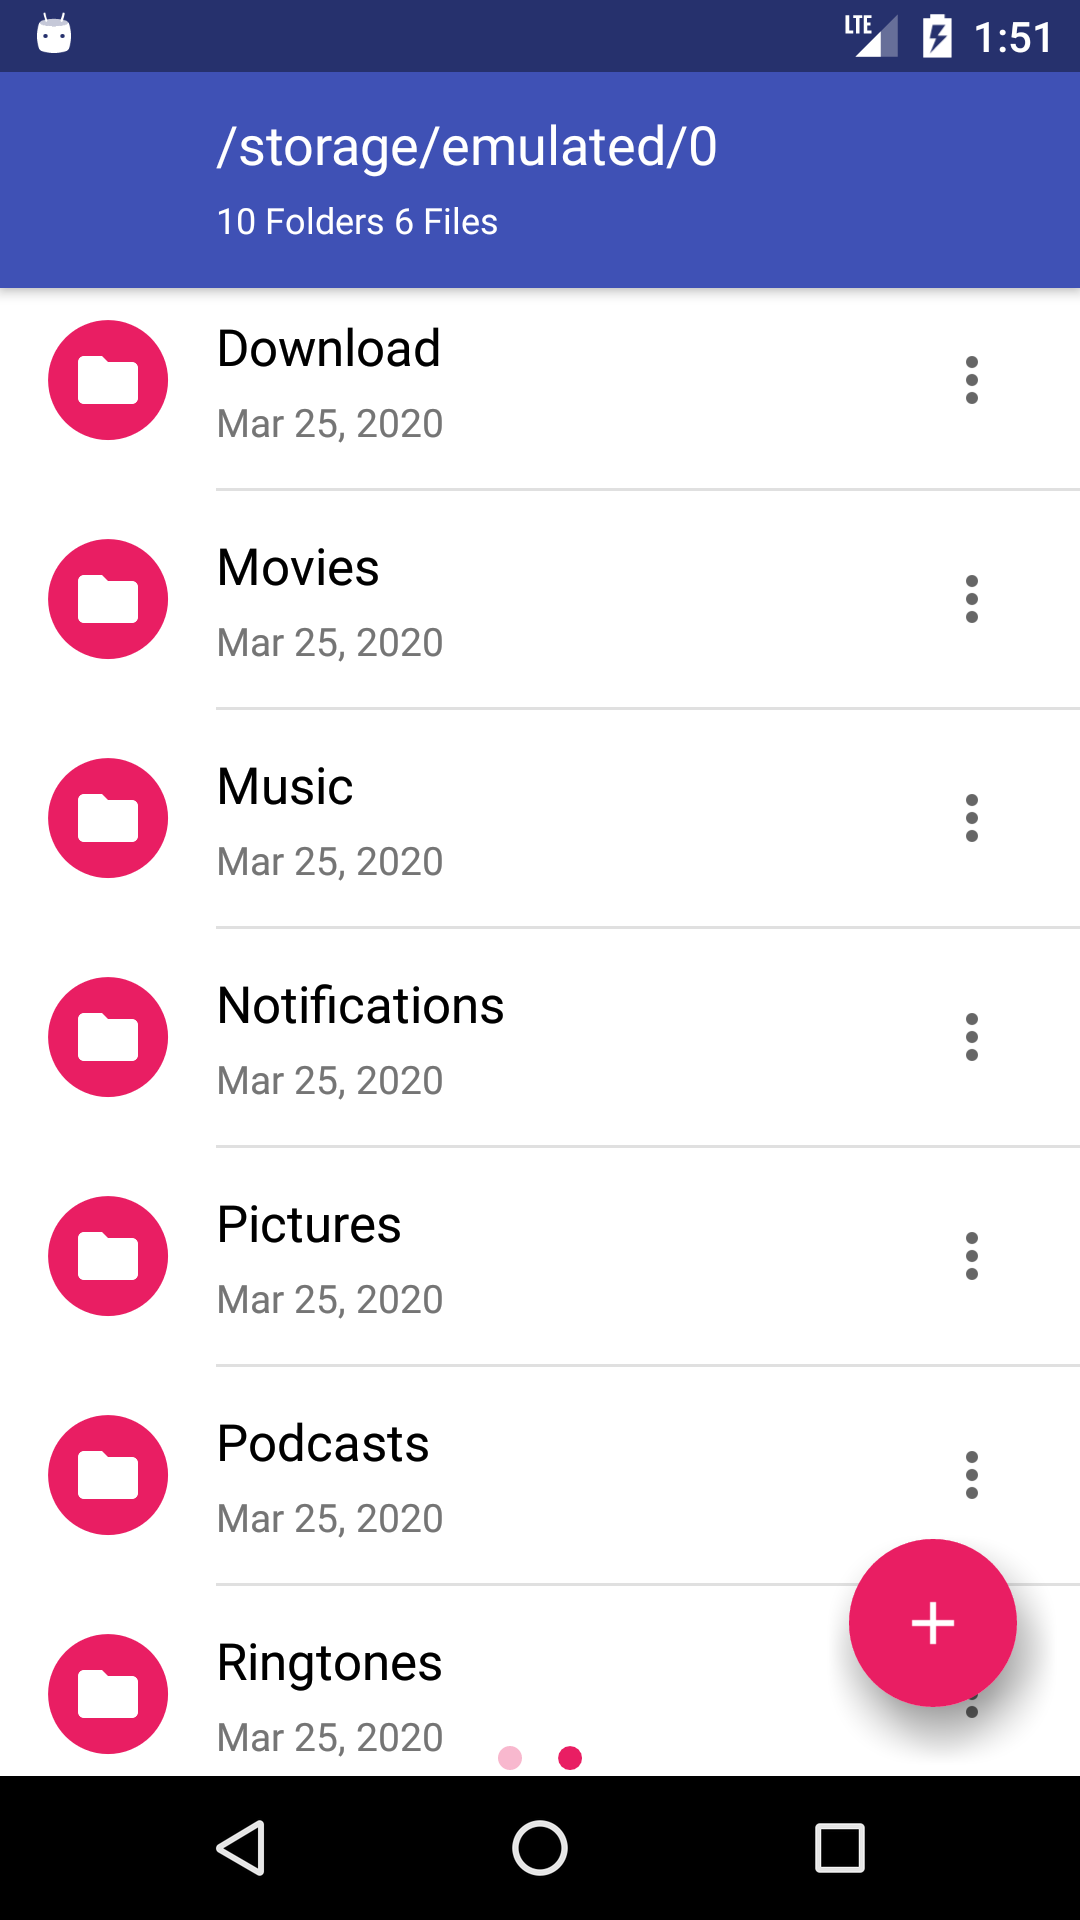 LTE 1:51
/storage/emulated/0
10 Folders 6 Files
Download
Mar 25, 2020
Movies
Mar 25, 2020
Music
Mar 25, 2020
Notifications
Mar 25, 2020
Pictures
Mar 25, 2020
Podcasts
Mar 25, 2020
Ringtones
Mar 25, 2020